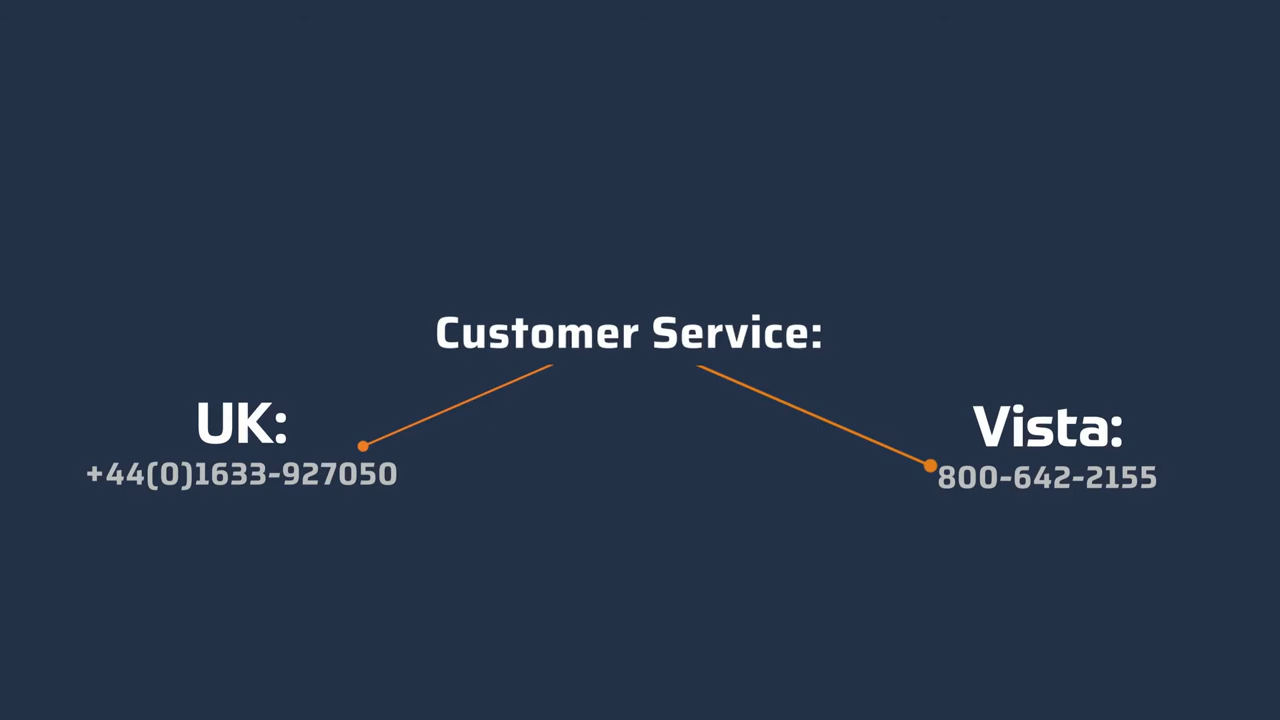 Customer Service:
UK:
+44(0)1633-927050
Vista:
800-642-2155